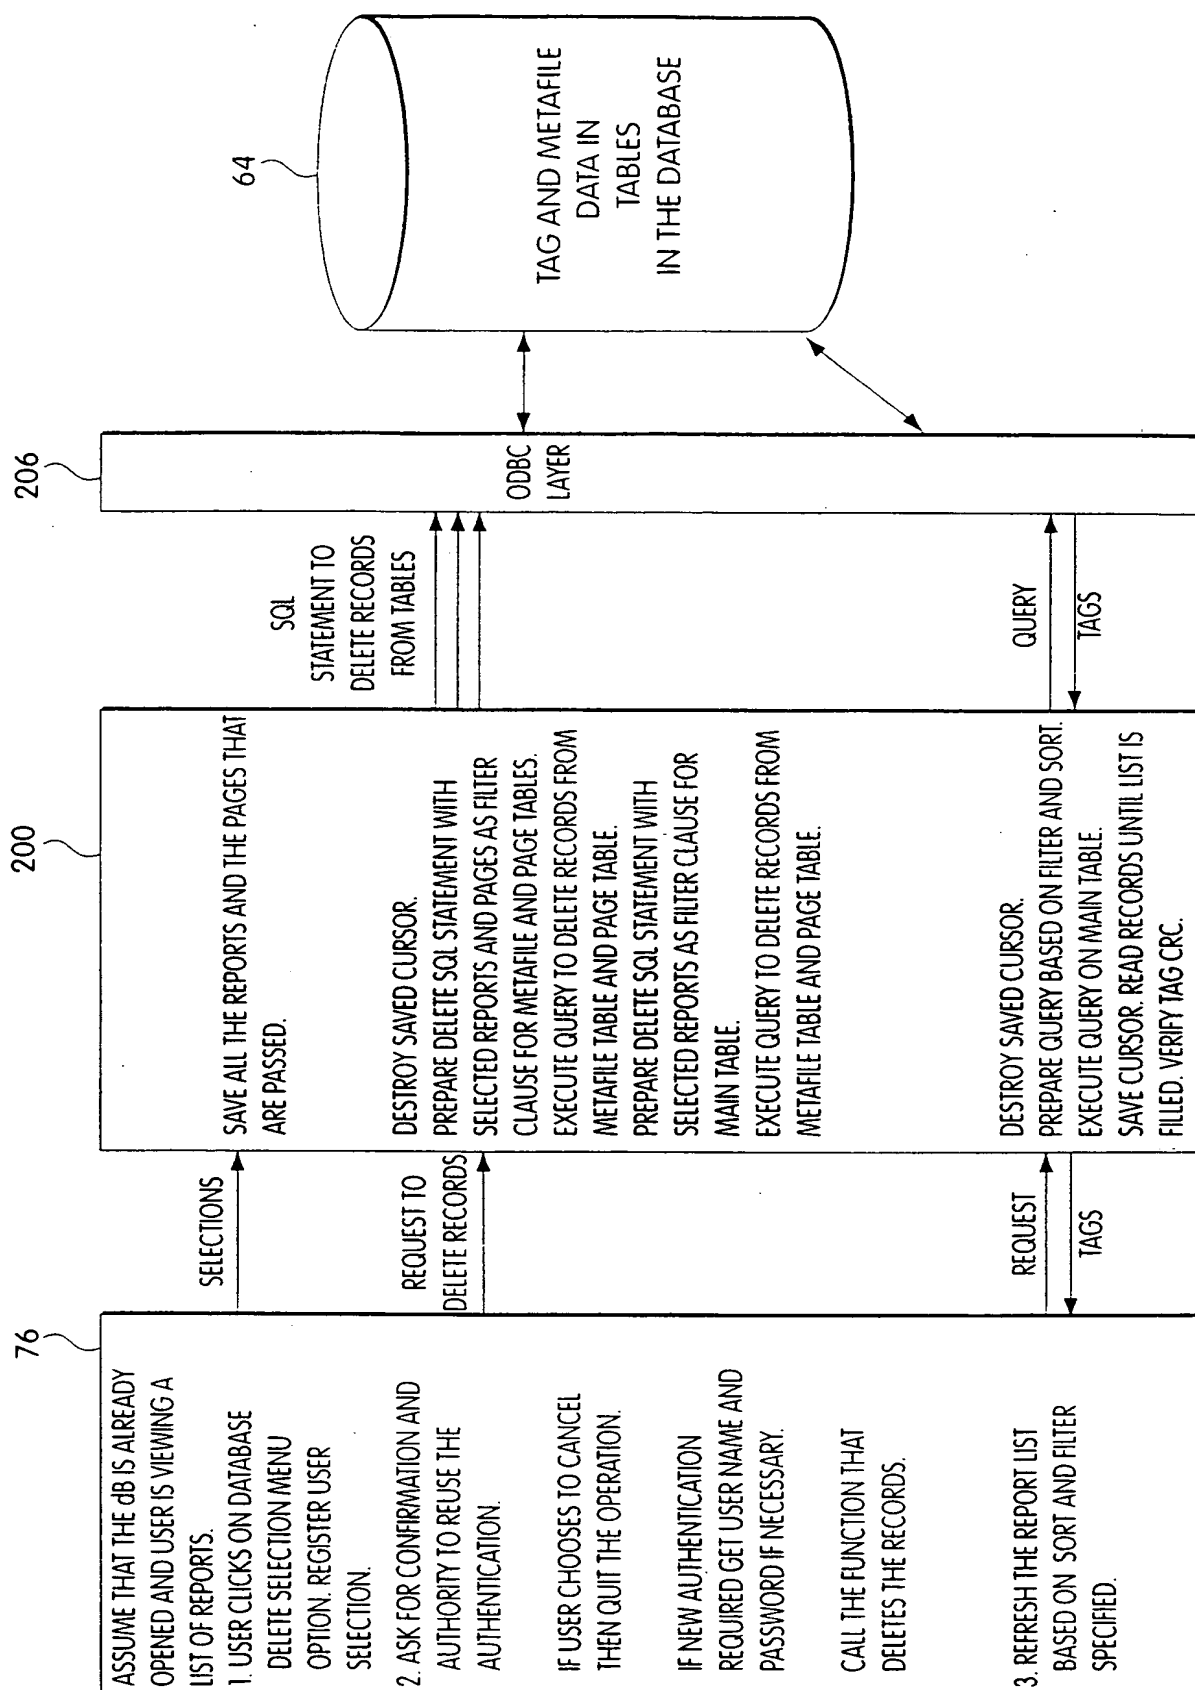 76
ASSUME THAT THE dB IS ALREADY
OPENED AND USER IS VIEWING A
LIST OF REPORTS.
1. USER CLICKS ON DATABASE
DELETE SELECTION MENU
OPTION. REGISTER USER
SELECTION.
2. ASK FOR CONFIRMATION AND
AUTHORITY TO REUSE THE
AUTHENTICATION.
IF USER CHOOSES TO CANCEL
THEN QUIT THE OPERATION.
IF NEW AUTHENTICATION
REQUIRED GET USER NAME AND
PASSWORD IF NECESSARY.
CALL THE FUNCTION THAT
DELETES THE RECORDS.
3. REFRESH THE REPORT LIST
BASED ON SORT AND FILTER
SPECIFIED.
SELECTIONS
REQUEST TO
DELETE RECORDS
REQUEST
TAGS
200
SAVE ALL THE REPORTS AND THE PAGES THAT
ARE PASSED.
DESTROY SAVED CURSOR.
PREPARE DELETE SQL STATEMENT WITH
SELECTED REPORTS AND PAGES AS FILTER
CLAUSE FOR METAFILE AND PAGE TABLES.
EXECUTE QUERY TO DELETE RECORDS FROM
METAFILE TABLE AND PAGE TABLE.
PREPARE DELETE SQL STATEMENT WITH
SELECTED REPORTS AS FILTER CLAUSE FOR
MAIN TABLE.
EXECUTE QUERY TO DELETE RECORDS FROM
METAFILE TABLE AND PAGE TABLE.
DESTROY SAVED CURSOR.
PREPARE QUERY BASED ON FILTER AND SORT.
EXECUTE QUERY ON MAIN TABLE.
SAVE CURSOR. READ RECORDS UNTIL LIST IS
FILLED. VERIFY TAG CRC.
SQL
STATEMENT TO
DELETE RECORDS
FROM TABLES
QUERY
TAGS
206
ODBC
LAYER
64
TAG AND METAFILE
DATA IN
TABLES
IN THE DATABASE